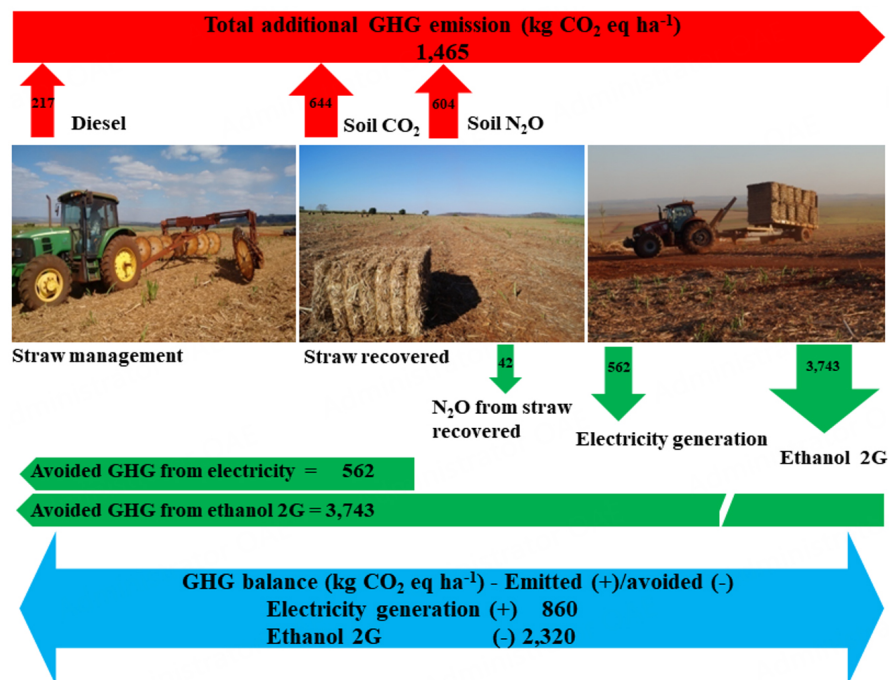 Total additional GHG emission (kg CO₂ eq ha⁻¹)
1,465
217
Diesel
644
Soil CO₂
604
Soil N₂O
Straw management
Straw recovered
42
N₂O from straw
recovered
562
Electricity generation
3,743
Ethanol 2G
Avoided GHG from electricity = 562
Avoided GHG from ethanol 2G = 3,743
GHG balance (kg CO₂ eq ha⁻¹) - Emitted (+)/avoided (-)
Electricity generation (+) 860
Ethanol 2G (-) 2,320